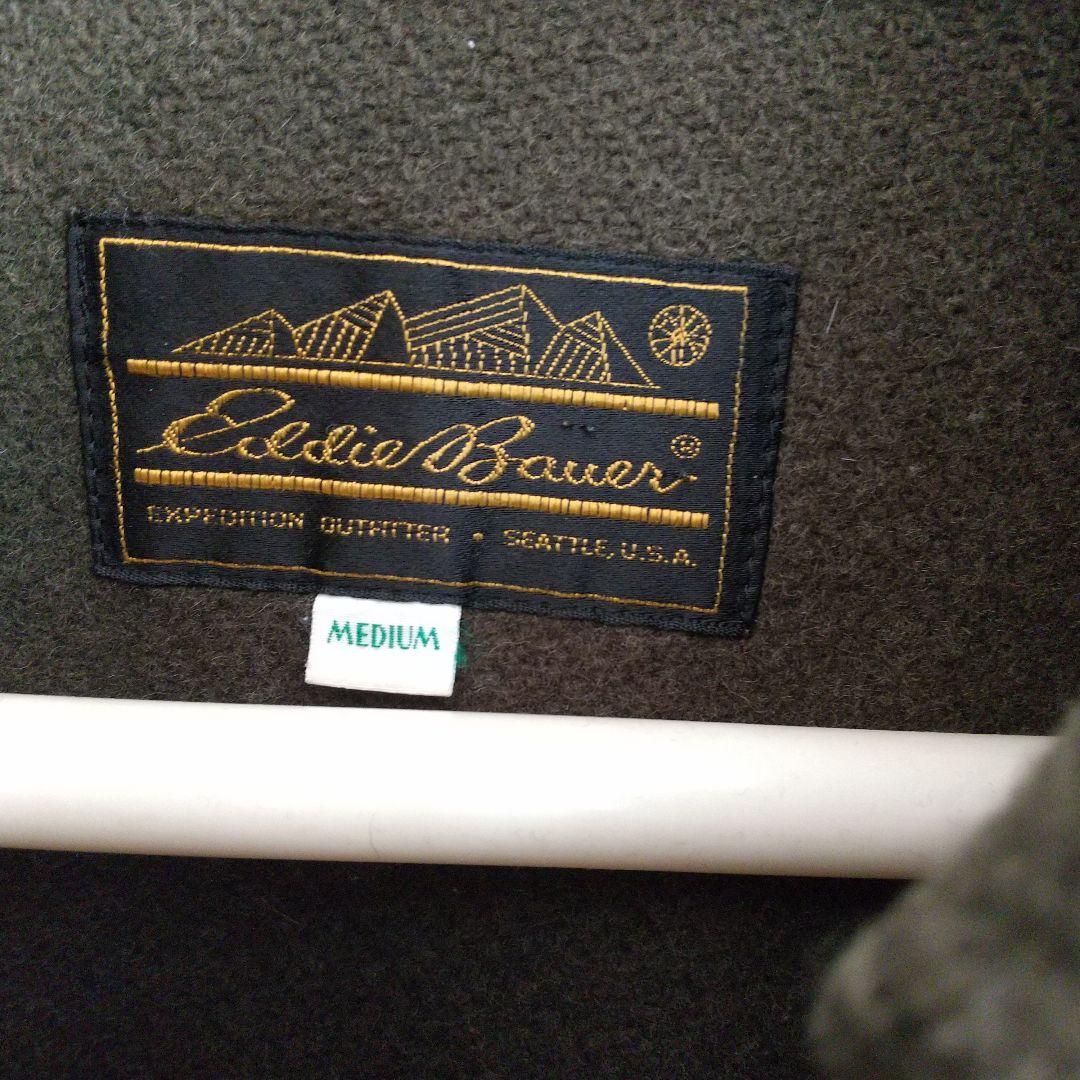 Eddie Bauer®
EXPEDITION OUTFITTER • SEATTLE, U.S.A.
MEDIUM